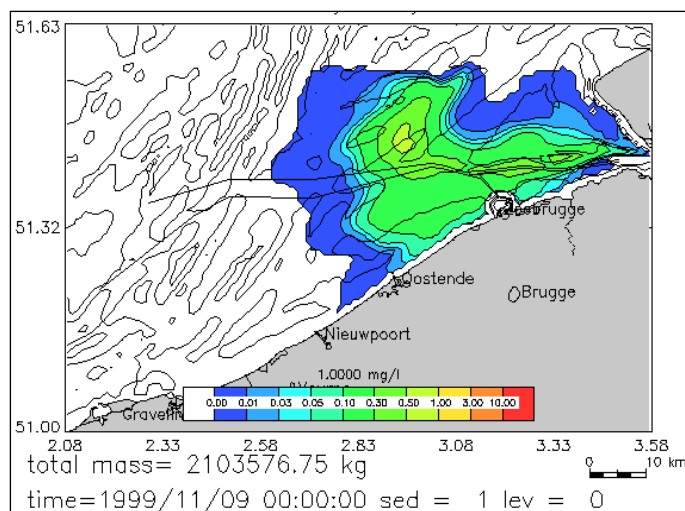 51.63
51.32
51.00
Oostende
Brugge
Nieuwpoort
1.0000 mg/l
0.00 0.01 0.03 0.05 0.10 0.30 0.50 1.00 3.00 10.00
2.08 2.33 2.58 2.83 3.08 3.33 3.58
total mass= 2103576.75 kg
0 10 km
time=1999/11/09 00:00:00 sed = 1 lev = 0